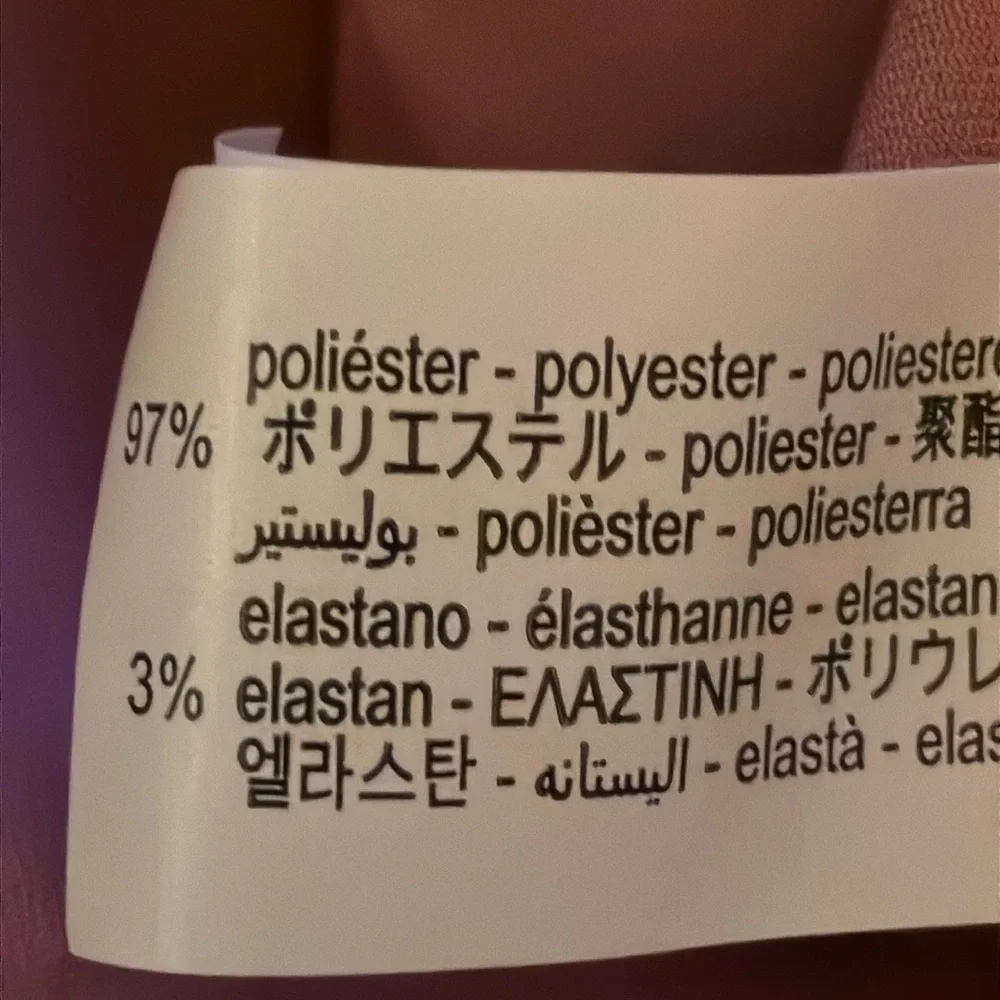 poliéster - polyester - poliestere
97% ポリエステル - poliester - 聚酯
بوليستير - polièster - poliesterra
elastano - élasthanne - elastan
3% elastan - ΕΛΑΣΤΙΝΗ - ポリウレ
엘라스탄 - اليستانه - elastà - elas